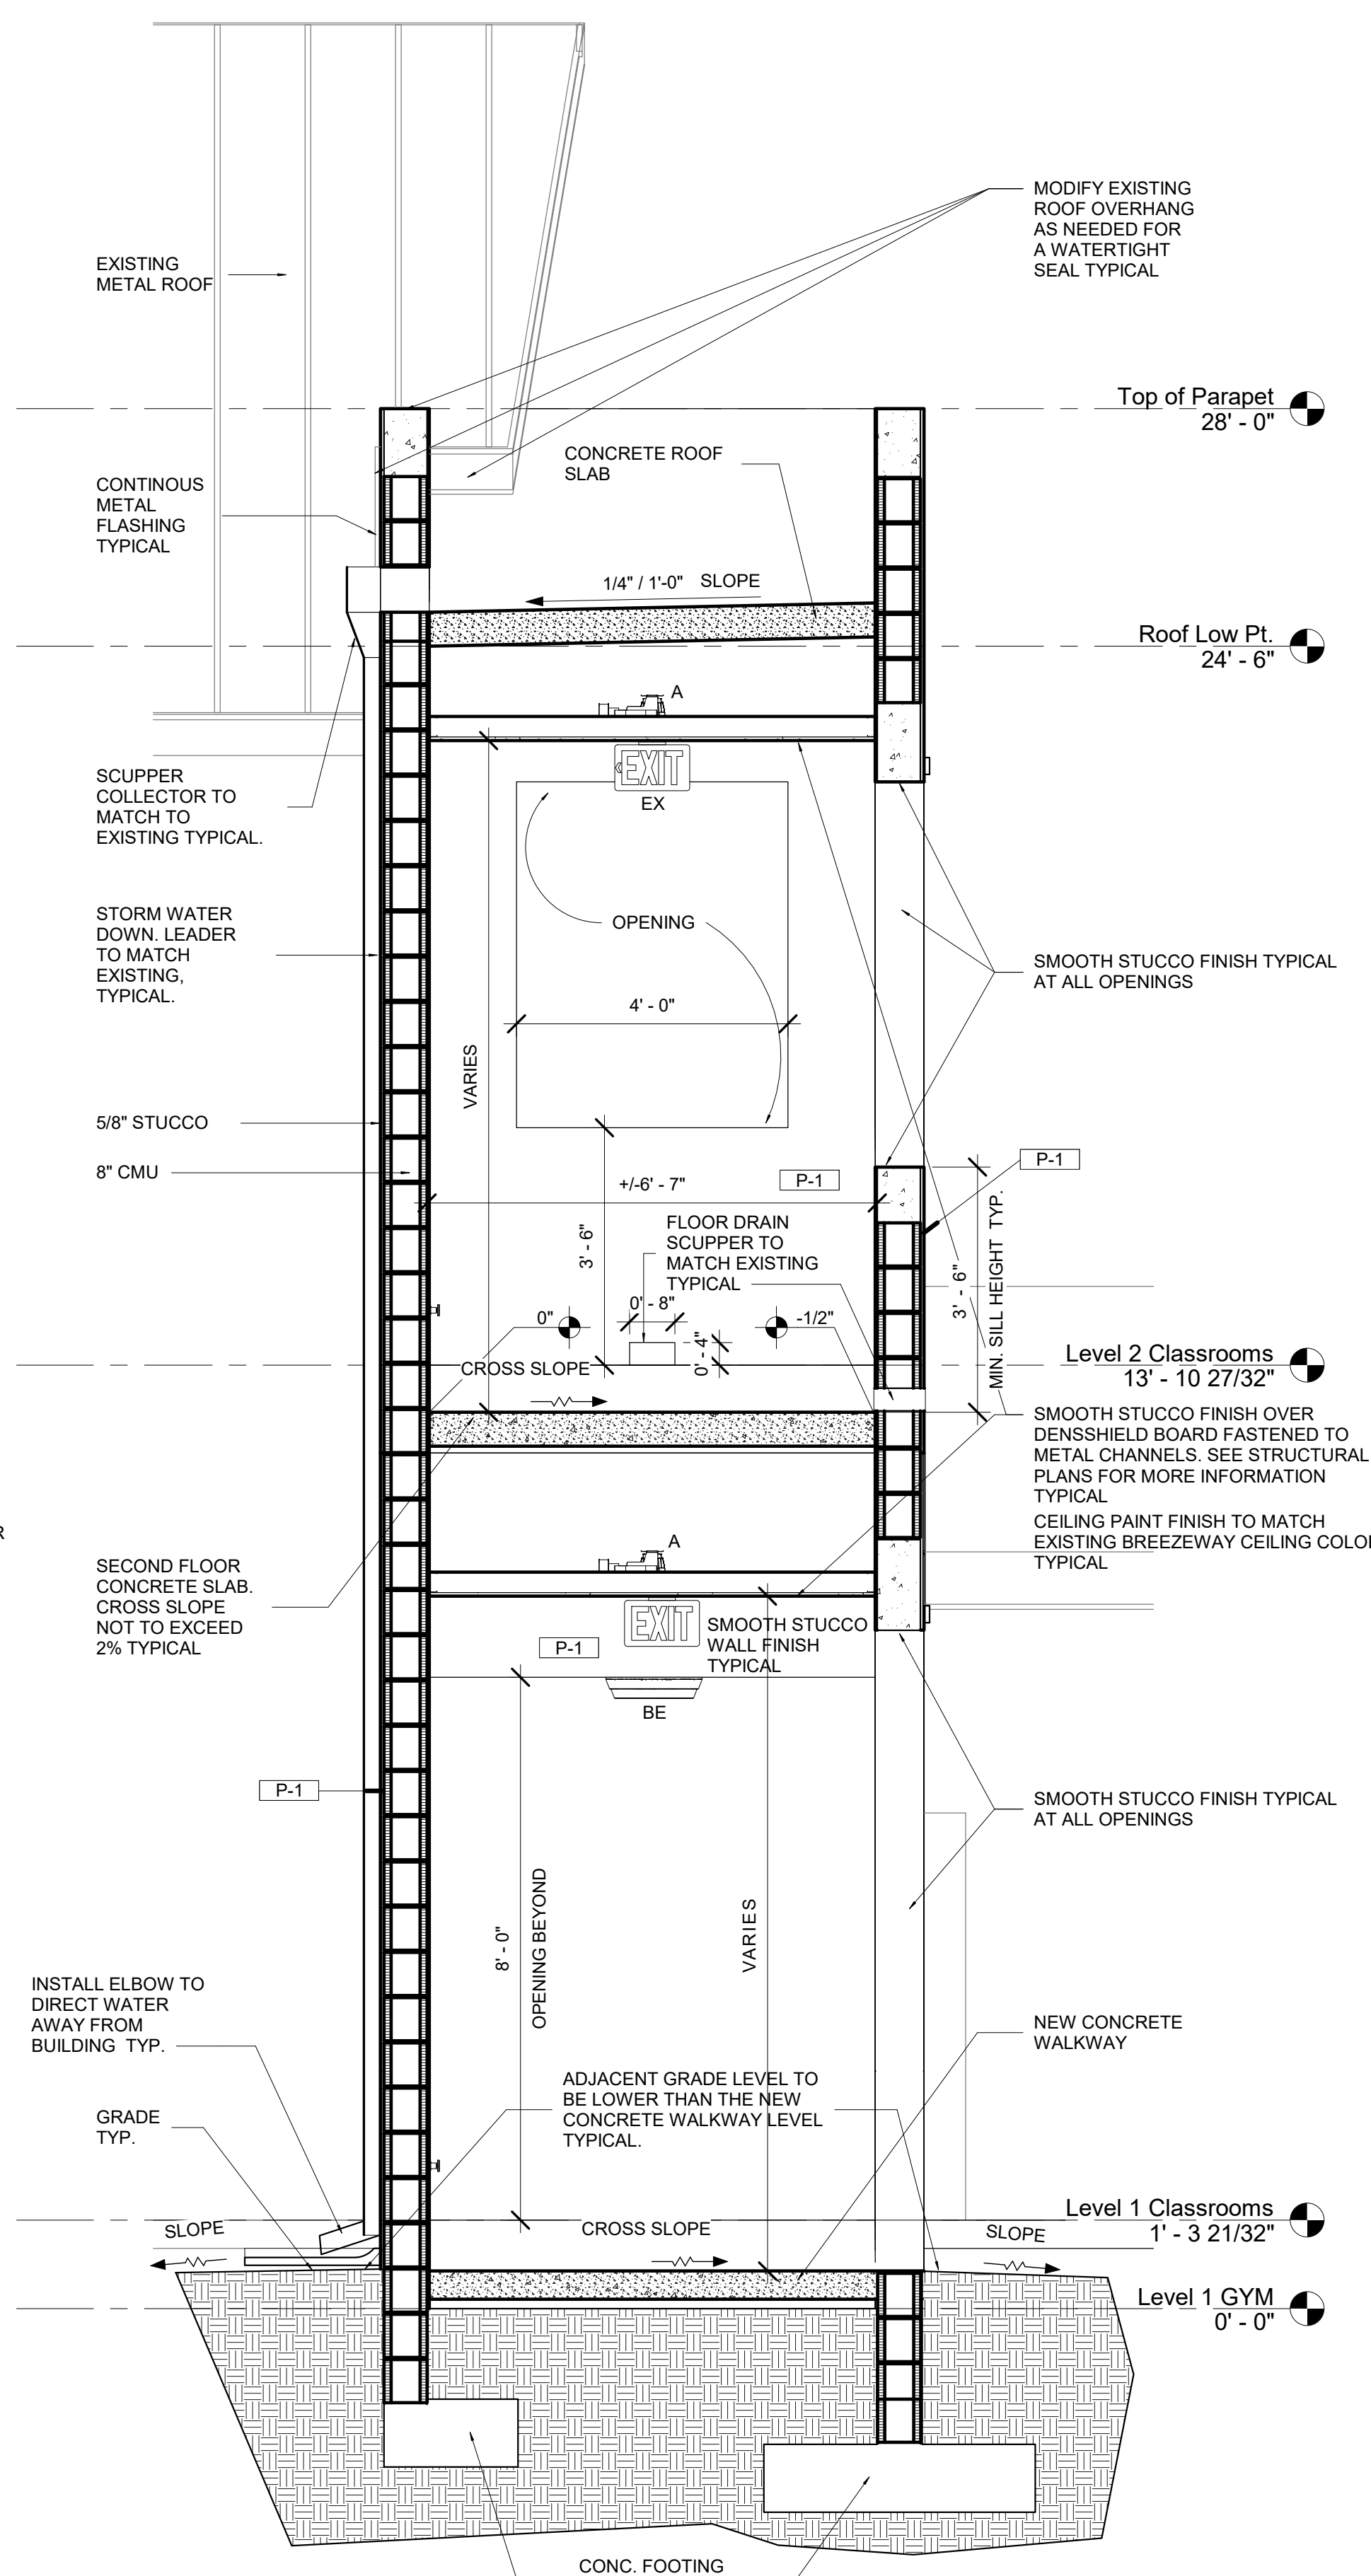 MODIFY EXISTING
ROOF OVERHANG
AS NEEDED FOR
A WATERTIGHT
SEAL TYPICAL
EXISTING
METAL ROOF
Top of Parapet
28' - 0"
CONCRETE ROOF
SLAB
CONTINOUS
METAL
FLASHING
TYPICAL
1/4" / 1'-0" SLOPE
Roof Low Pt.
24' - 6"
A
EXIT
EX
SCUPPER
COLLECTOR TO
MATCH TO
EXISTING TYPICAL.
OPENING
STORM WATER
DOWN. LEADER
TO MATCH
EXISTING,
TYPICAL.
SMOOTH STUCCO FINISH TYPICAL
AT ALL OPENINGS
4' - 0"
VARIES
5/8" STUCCO
8" CMU
P-1
P-1
+/-6' - 7"
3' - 6"
FLOOR DRAIN
SCUPPER TO
MATCH EXISTING
TYPICAL
3' - 6"
MIN. SILL HEIGHT TYP.
0' - 8"
0"
-1/2"
0' - 4"
CROSS SLOPE
Level 2 Classrooms
13' - 10 27/32"
SMOOTH STUCCO FINISH OVER
DENSSHIELD BOARD FASTENED TO
METAL CHANNELS. SEE STRUCTURAL
PLANS FOR MORE INFORMATION
TYPICAL
CEILING PAINT FINISH TO MATCH
EXISTING BREEZEWAY CEILING COLO
TYPICAL
R
A
SECOND FLOOR
CONCRETE SLAB.
CROSS SLOPE
NOT TO EXCEED
2% TYPICAL
EXIT
SMOOTH STUCCO
WALL FINISH
TYPICAL
P-1
BE
P-1
SMOOTH STUCCO FINISH TYPICAL
AT ALL OPENINGS
8' - 0"
OPENING BEYOND
VARIES
INSTALL ELBOW TO
DIRECT WATER
AWAY FROM
BUILDING TYP.
NEW CONCRETE
WALKWAY
ADJACENT GRADE LEVEL TO
BE LOWER THAN THE NEW
CONCRETE WALKWAY LEVEL
TYPICAL.
GRADE
TYP.
Level 1 Classrooms
1' - 3 21/32"
SLOPE
CROSS SLOPE
SLOPE
Level 1 GYM
0' - 0"
CONC. FOOTING